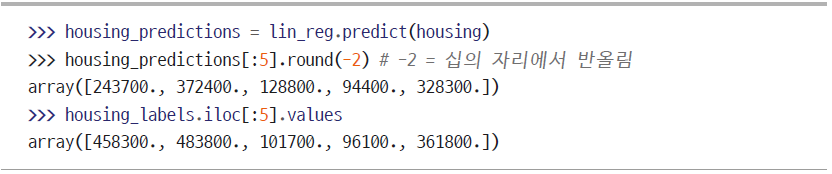 >>> housing_predictions = lin_reg.predict(housing)
>>> housing_predictions[:5].round(-2) # -2 = 십의 자리에서 반올림
array([243700., 372400., 128800., 94400., 328300.])
>>> housing_labels.iloc[:5].values
array([458300., 483800., 101700., 96100., 361800.])